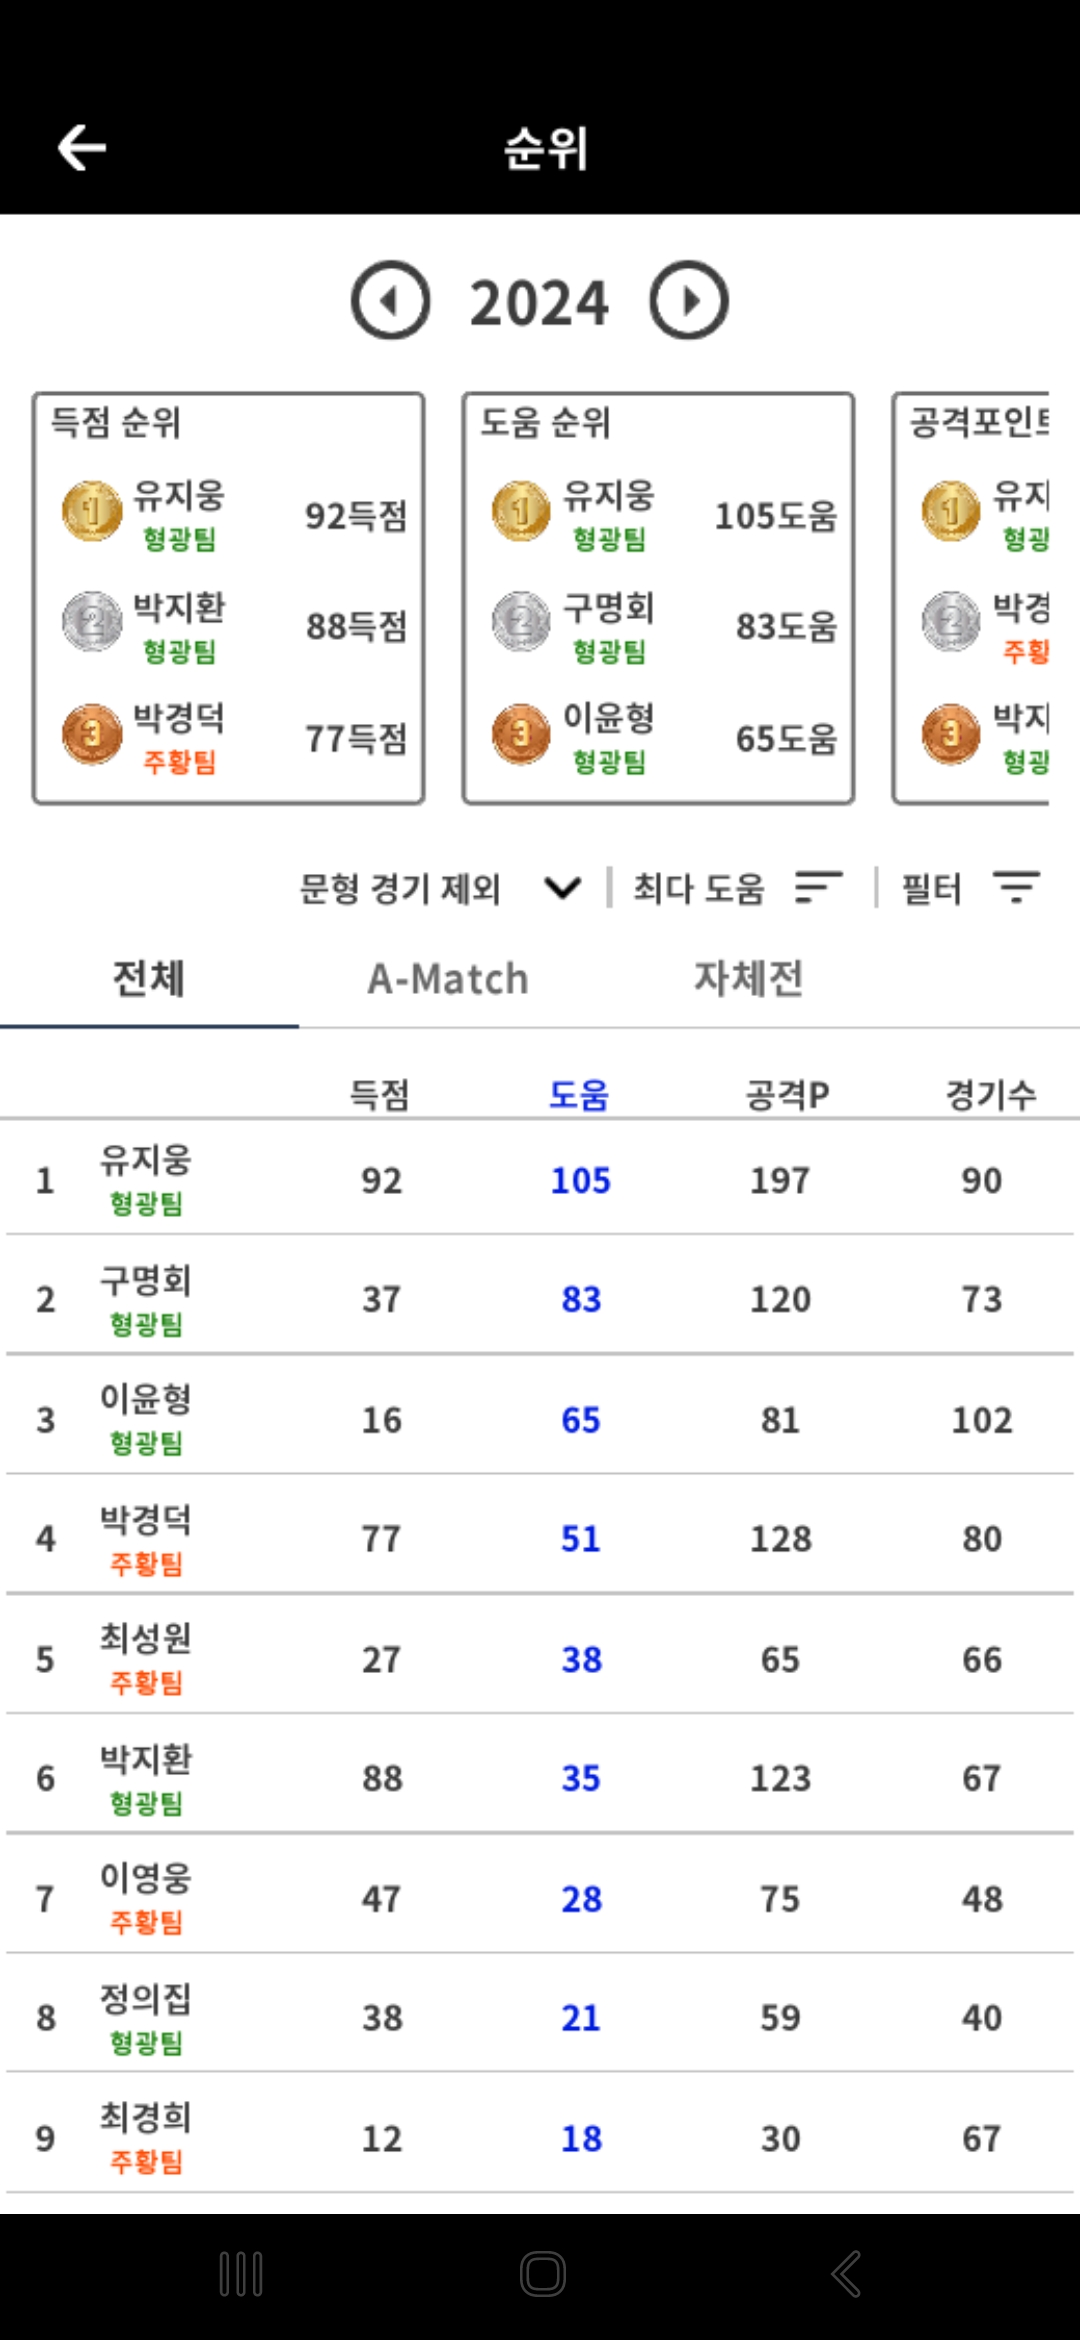 순위
2024
득점 순위
1 유지웅 92득점
형광팀
2 박지환 88득점
형광팀
3 박경덕 77득점
주황팀
도움 순위
1 유지웅 105도움
형광팀
2 구명회 83도움
형광팀
3 이윤형 65도움
형광팀
공격포인트
1 유지
형광
2 박경
주황
3 박지
형광
문형 경기 제외 | 최다 도움 | 필터
전체 A-Match 자체전
득점 도움 공격P 경기수
1 유지웅 92 105 197 90
형광팀
2 구명회 37 83 120 73
형광팀
3 이윤형 16 65 81 102
형광팀
4 박경덕 77 51 128 80
주황팀
5 최성원 27 38 65 66
주황팀
6 박지환 88 35 123 67
형광팀
7 이영웅 47 28 75 48
주황팀
8 정의집 38 21 59 40
형광팀
9 최경희 12 18 30 67
주황팀